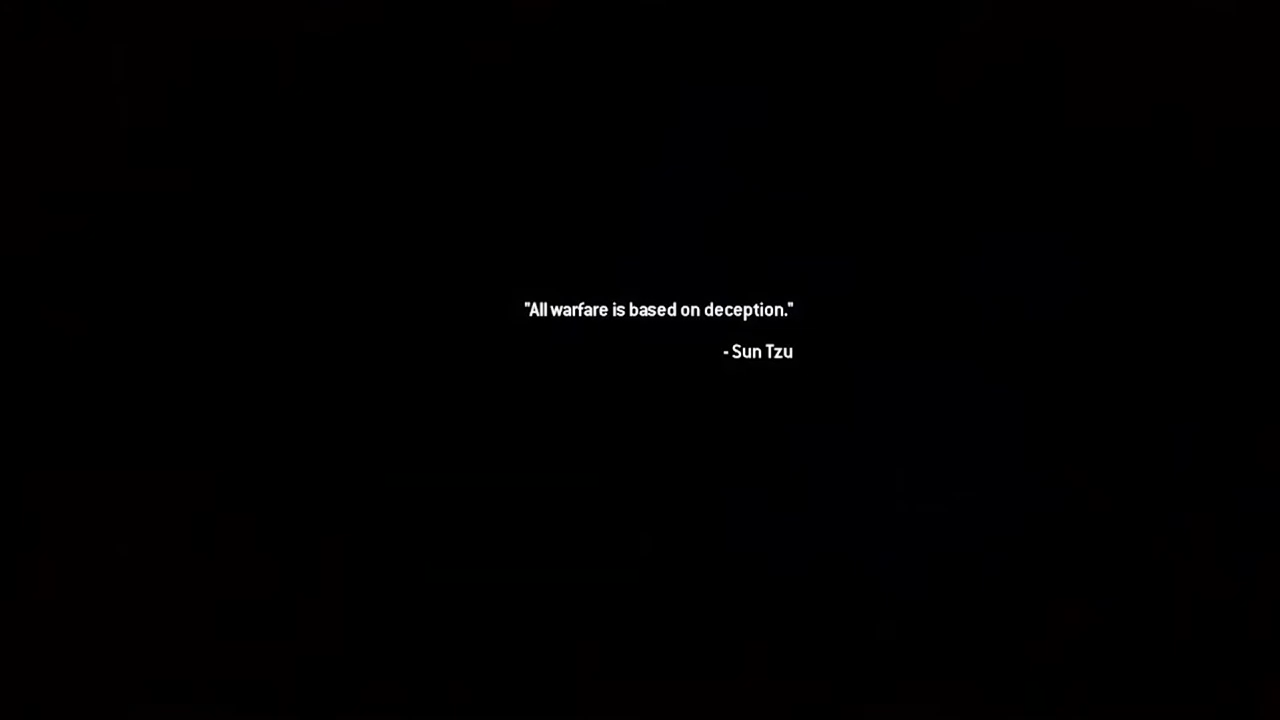 "All warfare is based on deception."
- Sun Tzu